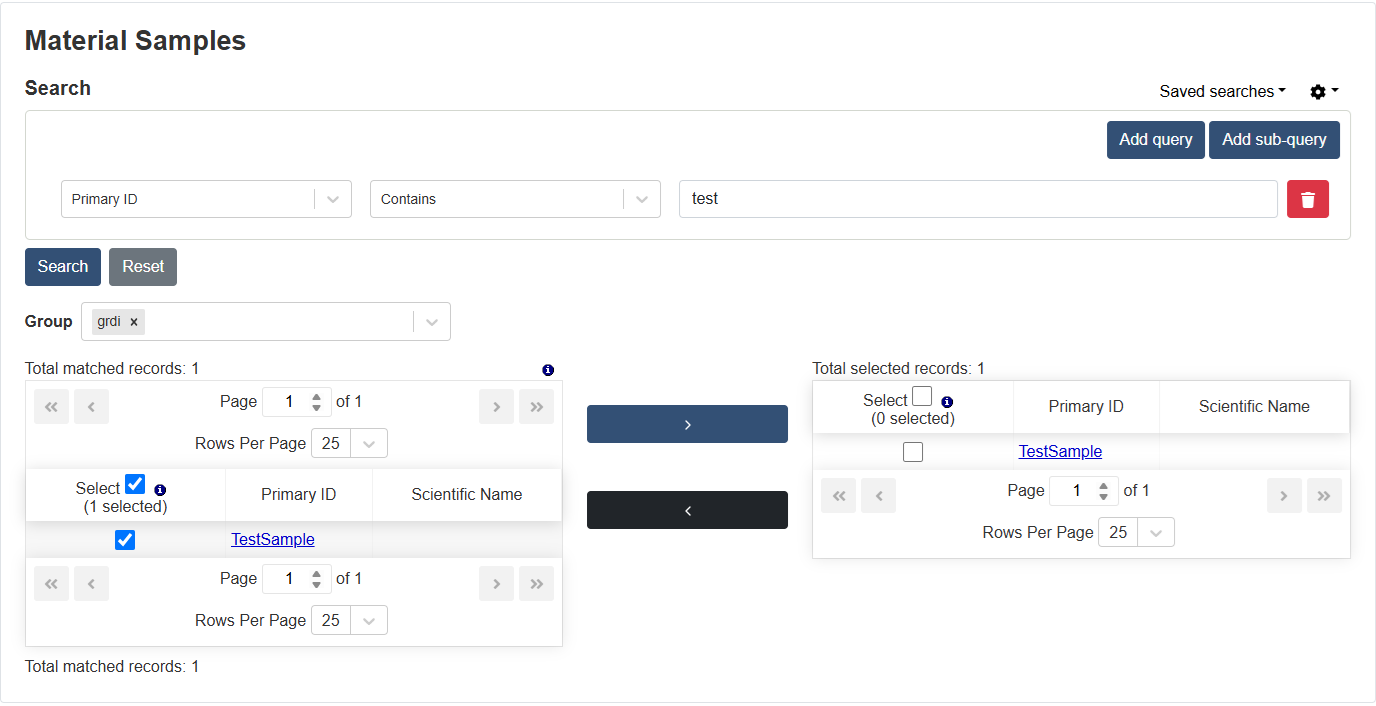 Material Samples
Search
Saved searches
Add query Add sub-query
Primary ID Contains test
Search Reset
Group grdi ×
Total matched records: 1
« ‹ Page 1 of 1 › »
Rows Per Page 25
Select (1 selected) Primary ID Scientific Name
TestSample
« ‹ Page 1 of 1 › »
Rows Per Page 25
Total matched records: 1
›
‹
Total selected records: 1
Select (0 selected) Primary ID Scientific Name
TestSample
« ‹ Page 1 of 1 › »
Rows Per Page 25